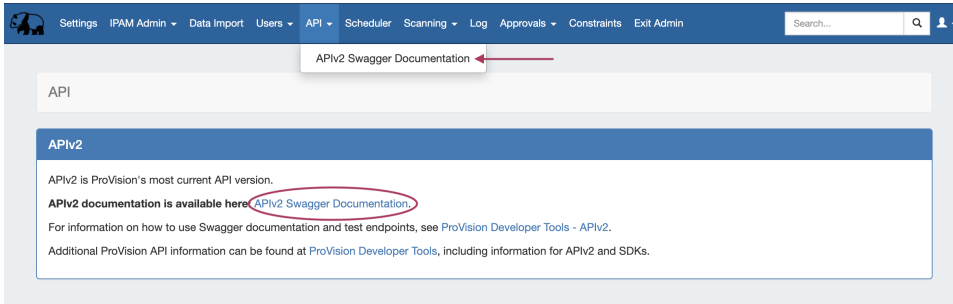 Settings IPAM Admin Data Import Users API Scheduler Scanning Log Approvals Constraints Exit Admin Search...
APIv2 Swagger Documentation
API
APIv2
APIv2 is ProVision's most current API version.
APIv2 documentation is available here APIv2 Swagger Documentation.
For information on how to use Swagger documentation and test endpoints, see ProVision Developer Tools - APIv2.
Additional ProVision API information can be found at ProVision Developer Tools, including information for APIv2 and SDKs.